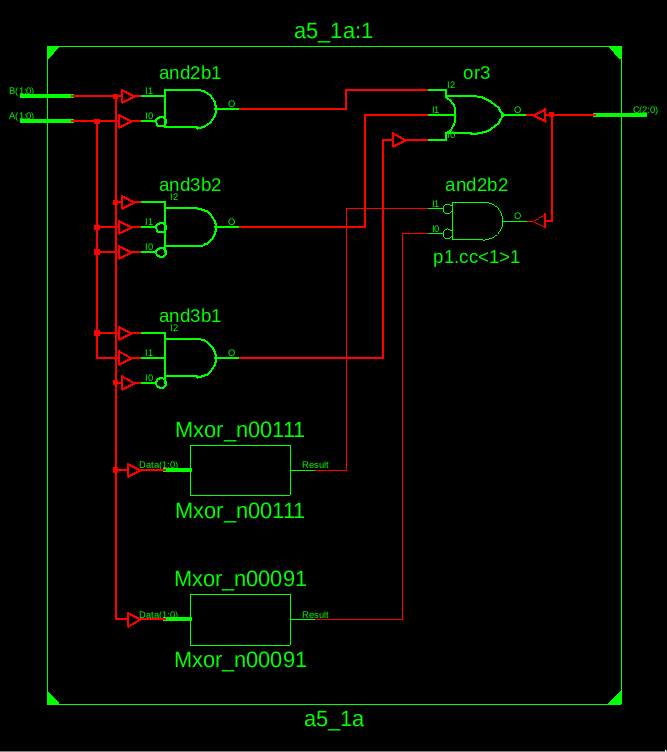 a5_1a:1
and2b1
or3
B(1:0)
I1
I2
O
I1
O
C(2:0)
A(1:0)
I0
I0
and3b2
and2b2
I2
I1
I1
O
O
I0
I0
p1.cc<1>1
and3b1
I2
I1
O
I0
Mxor_n00111
Data(1:0)
Result
Mxor_n00111
Mxor_n00091
Data(1:0)
Result
Mxor_n00091
a5_1a